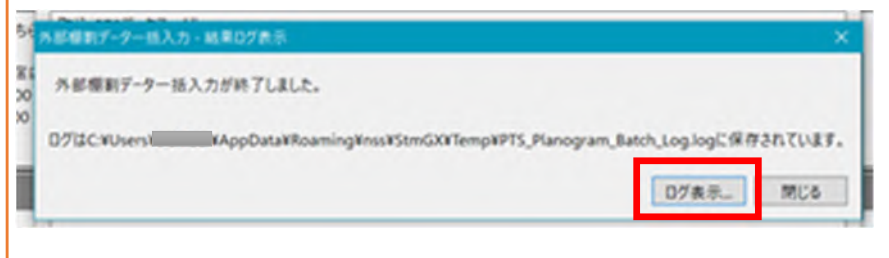 外部棚割データ一括入力 - 結果ログ表示
外部棚割データ一括入力が終了しました。
ログはC:¥Users¥ ¥AppData¥Roaming¥nss¥StmGX¥Temp¥PTS_Planogram_Batch_Log.logに保存されています。
ログ表示... 閉じる